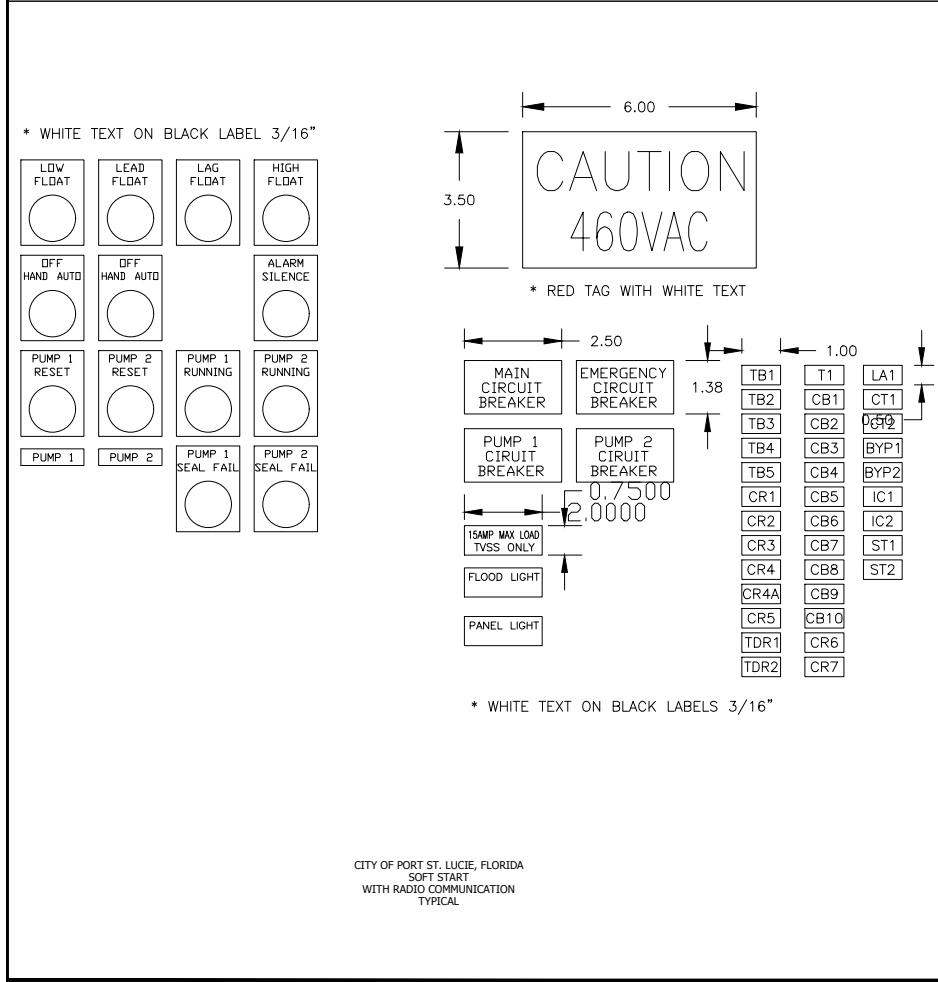 * WHITE TEXT ON BLACK LABEL 3/16"
LOW
FLOAT
LEAD
FLOAT
LAG
FLOAT
HIGH
FLOAT
OFF
HAND AUTO
OFF
HAND AUTO
ALARM
SILENCE
PUMP 1
RESET
PUMP 2
RESET
PUMP 1
RUNNING
PUMP 2
RUNNING
PUMP 1
PUMP 2
PUMP 1
SEAL FAIL
PUMP 2
SEAL FAIL
6.00
3.50
CAUTION
460VAC
* RED TAG WITH WHITE TEXT
2.50
MAIN
CIRCUIT
BREAKER
EMERGENCY
CIRCUIT
BREAKER
1.38
PUMP 1
CIRUIT
BREAKER
PUMP 2
CIRUIT
BREAKER
0.7500
2.0000
15AMP MAX LOAD
TVSS ONLY
FLOOD LIGHT
PANEL LIGHT
1.00
TB1
TB2
TB3
TB4
TB5
CR1
CR2
CR3
CR4
CR4A
CR5
TDR1
TDR2
T1
CB1
CB2
CB3
CB4
CB5
CB6
CB7
CB8
CB9
CB10
CR6
CR7
LA1
CT1
CT2
0.50
BYP1
BYP2
IC1
IC2
ST1
ST2
* WHITE TEXT ON BLACK LABELS 3/16"
CITY OF PORT ST. LUCIE, FLORIDA
SOFT START
WITH RADIO COMMUNICATION
TYPICAL